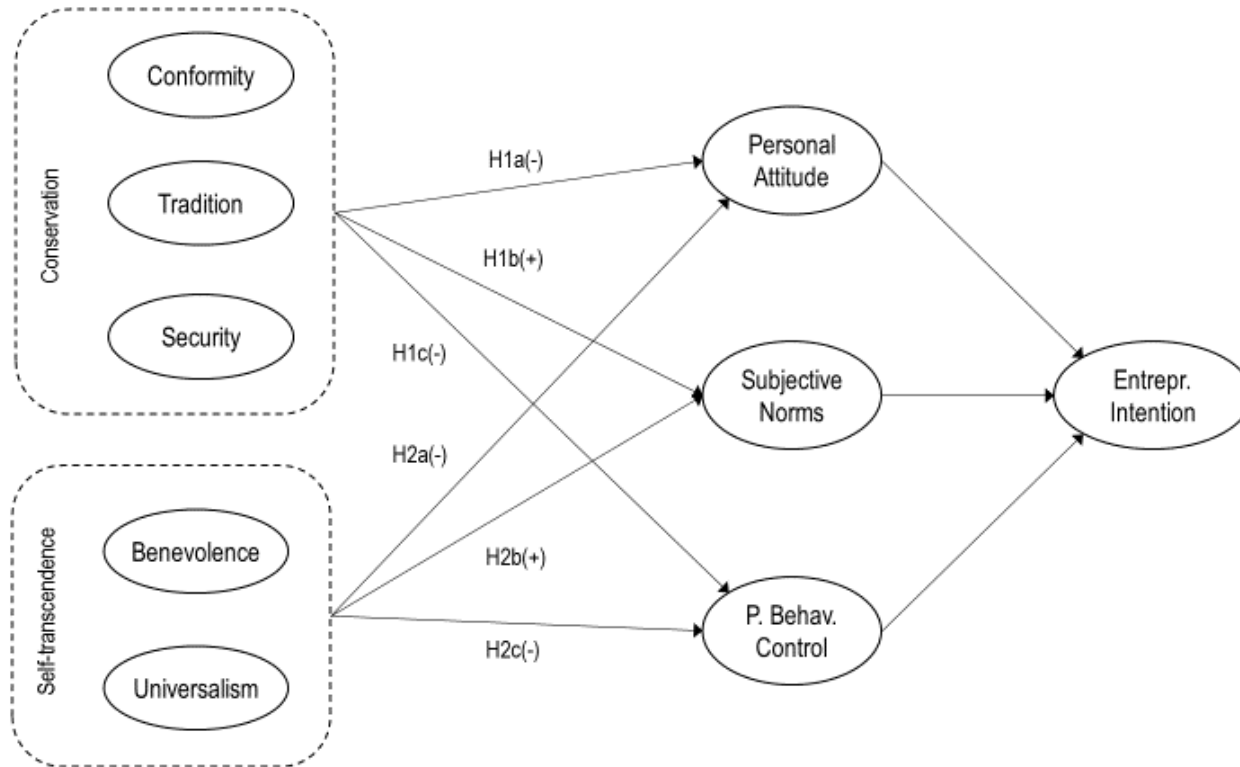 Conservation
Conformity
Tradition
Security
Self-transcendence
Benevolence
Universalism
H1a(-)
H1b(+)
H1c(-)
H2a(-)
H2b(+)
H2c(-)
Personal
Attitude
Subjective
Norms
P. Behav.
Control
Entrepr.
Intention